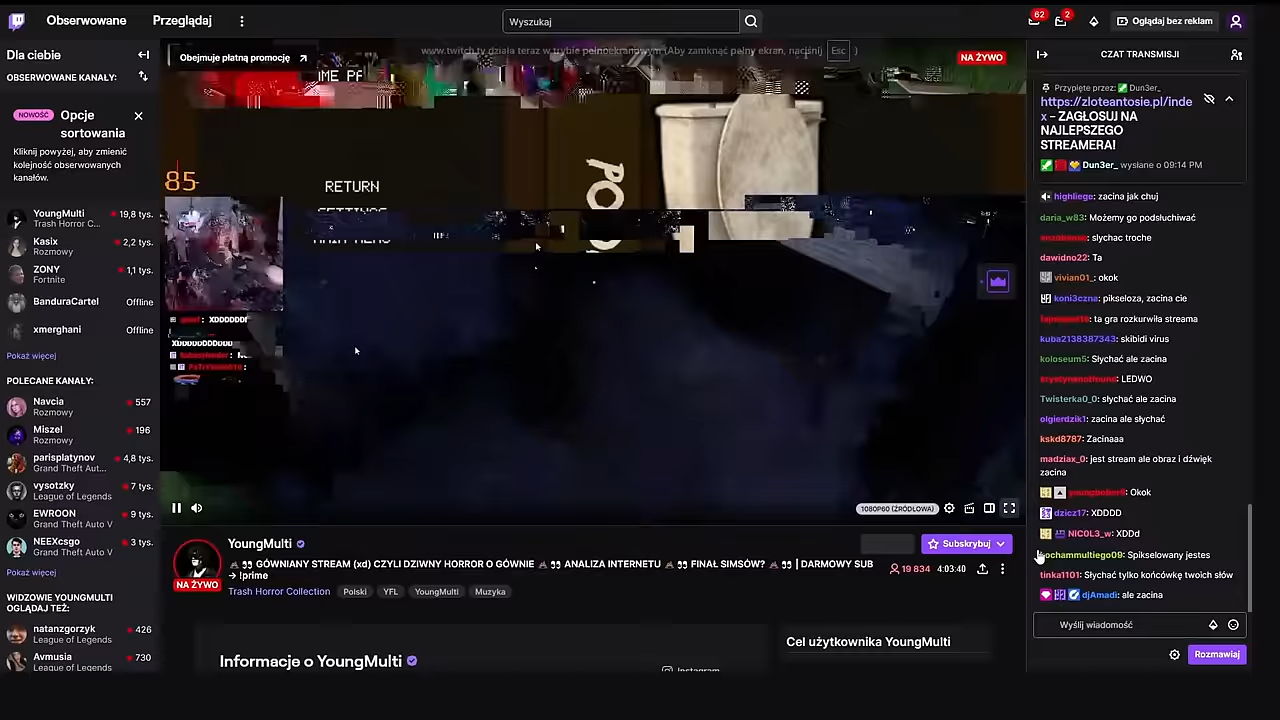 Obserwowane
Przeglądaj
Wyszukaj
62
2
Oglądaj bez reklam
Dla ciebie
OBSERWOWANE KANAŁY:
NOWOŚĆ
Opcje
sortowania
Kliknij powyżej, aby zmienić
kolejność obserwowanych
kanałów.
YoungMulti
19,8 tys.
Trash Horror C...
Kasix
2,2 tys.
Rozmowy
ZONY
1,1 tys.
Fortnite
BanduraCartel
Offline
xmerghani
Offline
Pokaż więcej
POLECANE KANAŁY:
Navcia
557
Rozmowy
Miszel
196
Rozmowy
parisplatynov
4,8 tys.
Grand Theft Aut...
vysotzky
7 tys.
League of Legends
EWROON
9 tys.
Grand Theft Auto V
NEEXcsgo
3 tys.
Grand Theft Auto V
Pokaż więcej
WIDZOWIE YOUNGMULTI
OGLĄDAJ TEŻ:
natanzgorzyk
426
League of Legends
Avmusia
730
League of Legends
Obejmuje płatną promocję
www.twitch.tv działa teraz w trybie pełnoekranowym (Aby zamknąć pełny ekran, naciśnij Esc )
NA ŻYWO
85
RETURN
SETTINGS
XDDDDDDDDDDD
1080P60 (ŹRÓDŁOWA)
YoungMulti
Subskrybuj
NA ŻYWO
GÓWNIANY STREAM (xd) CZYLI DZIWNY HORROR O GÓWNIE
ANALIZA INTERNETU
FINAŁ SIMSÓW?
| DARMOWY SUB
→ !prime
19 834
4:03:40
Trash Horror Collection
Polski
YFL
YoungMulti
Muzyka
Informacje o YoungMulti
Instagram
Cel użytkownika YoungMulti
CZAT TRANSMISJI
Przypięte przez: Dun3er_
https://zloteantosie.pl/inde
x - ZAGŁOSUJ NA
NAJLEPSZEGO
STREAMERA!
Dun3er_ wysłane o 09:14 PM
highliege: zacina jak chuj
daria_w83: Możemy go podsłuchiwać
slychac troche
dawidno22: Ta
vivian01_: okok
koni3czna: pikseloza, zacina cie
ta gra rozkurwiła streama
kuba2138387343: skibidi virus
koloseum5: Słychać ale zacina
LEDWO
Twisterka0_0: słychać ale zacina
olgierdzik1: zacina ale słychać
kskd8787: Zacinaaa
madziax_0: jest stream ale obraz i dźwięk
zacina
Okok
dzicz17: XDDDD
NIC0L3_w: XDDd
ochammultiego09: Spikselowany jestes
tinka1101: Słychać tylko końcówkę twoich słów
djAmadi: ale zacina
Wyślij wiadomość
Rozmawiaj